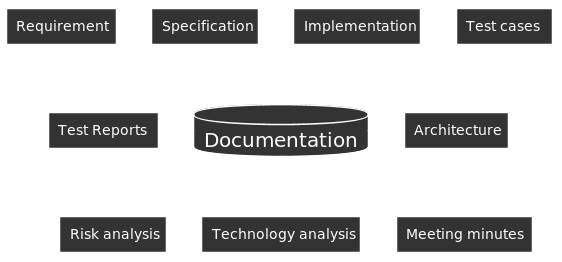 Requirement
Specification
Implementation
Test cases
Test Reports
Documentation
Architecture
Risk analysis
Technology analysis
Meeting minutes